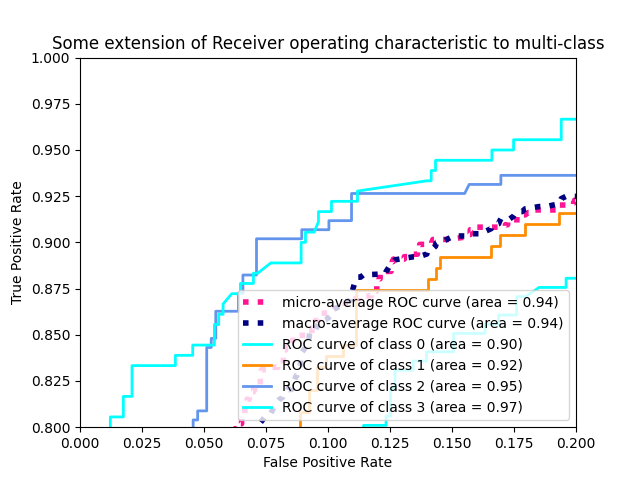 Some extension of Receiver operating characteristic to multi-class
1.000
0.975
0.950
0.925
0.900
0.875
0.850
0.825
0.800
True Positive Rate
micro-average ROC curve (area = 0.94)
macro-average ROC curve (area = 0.94)
ROC curve of class 0 (area = 0.90)
ROC curve of class 1 (area = 0.92)
ROC curve of class 2 (area = 0.95)
ROC curve of class 3 (area = 0.97)
0.000 0.025 0.050 0.075 0.100 0.125 0.150 0.175 0.200
False Positive Rate